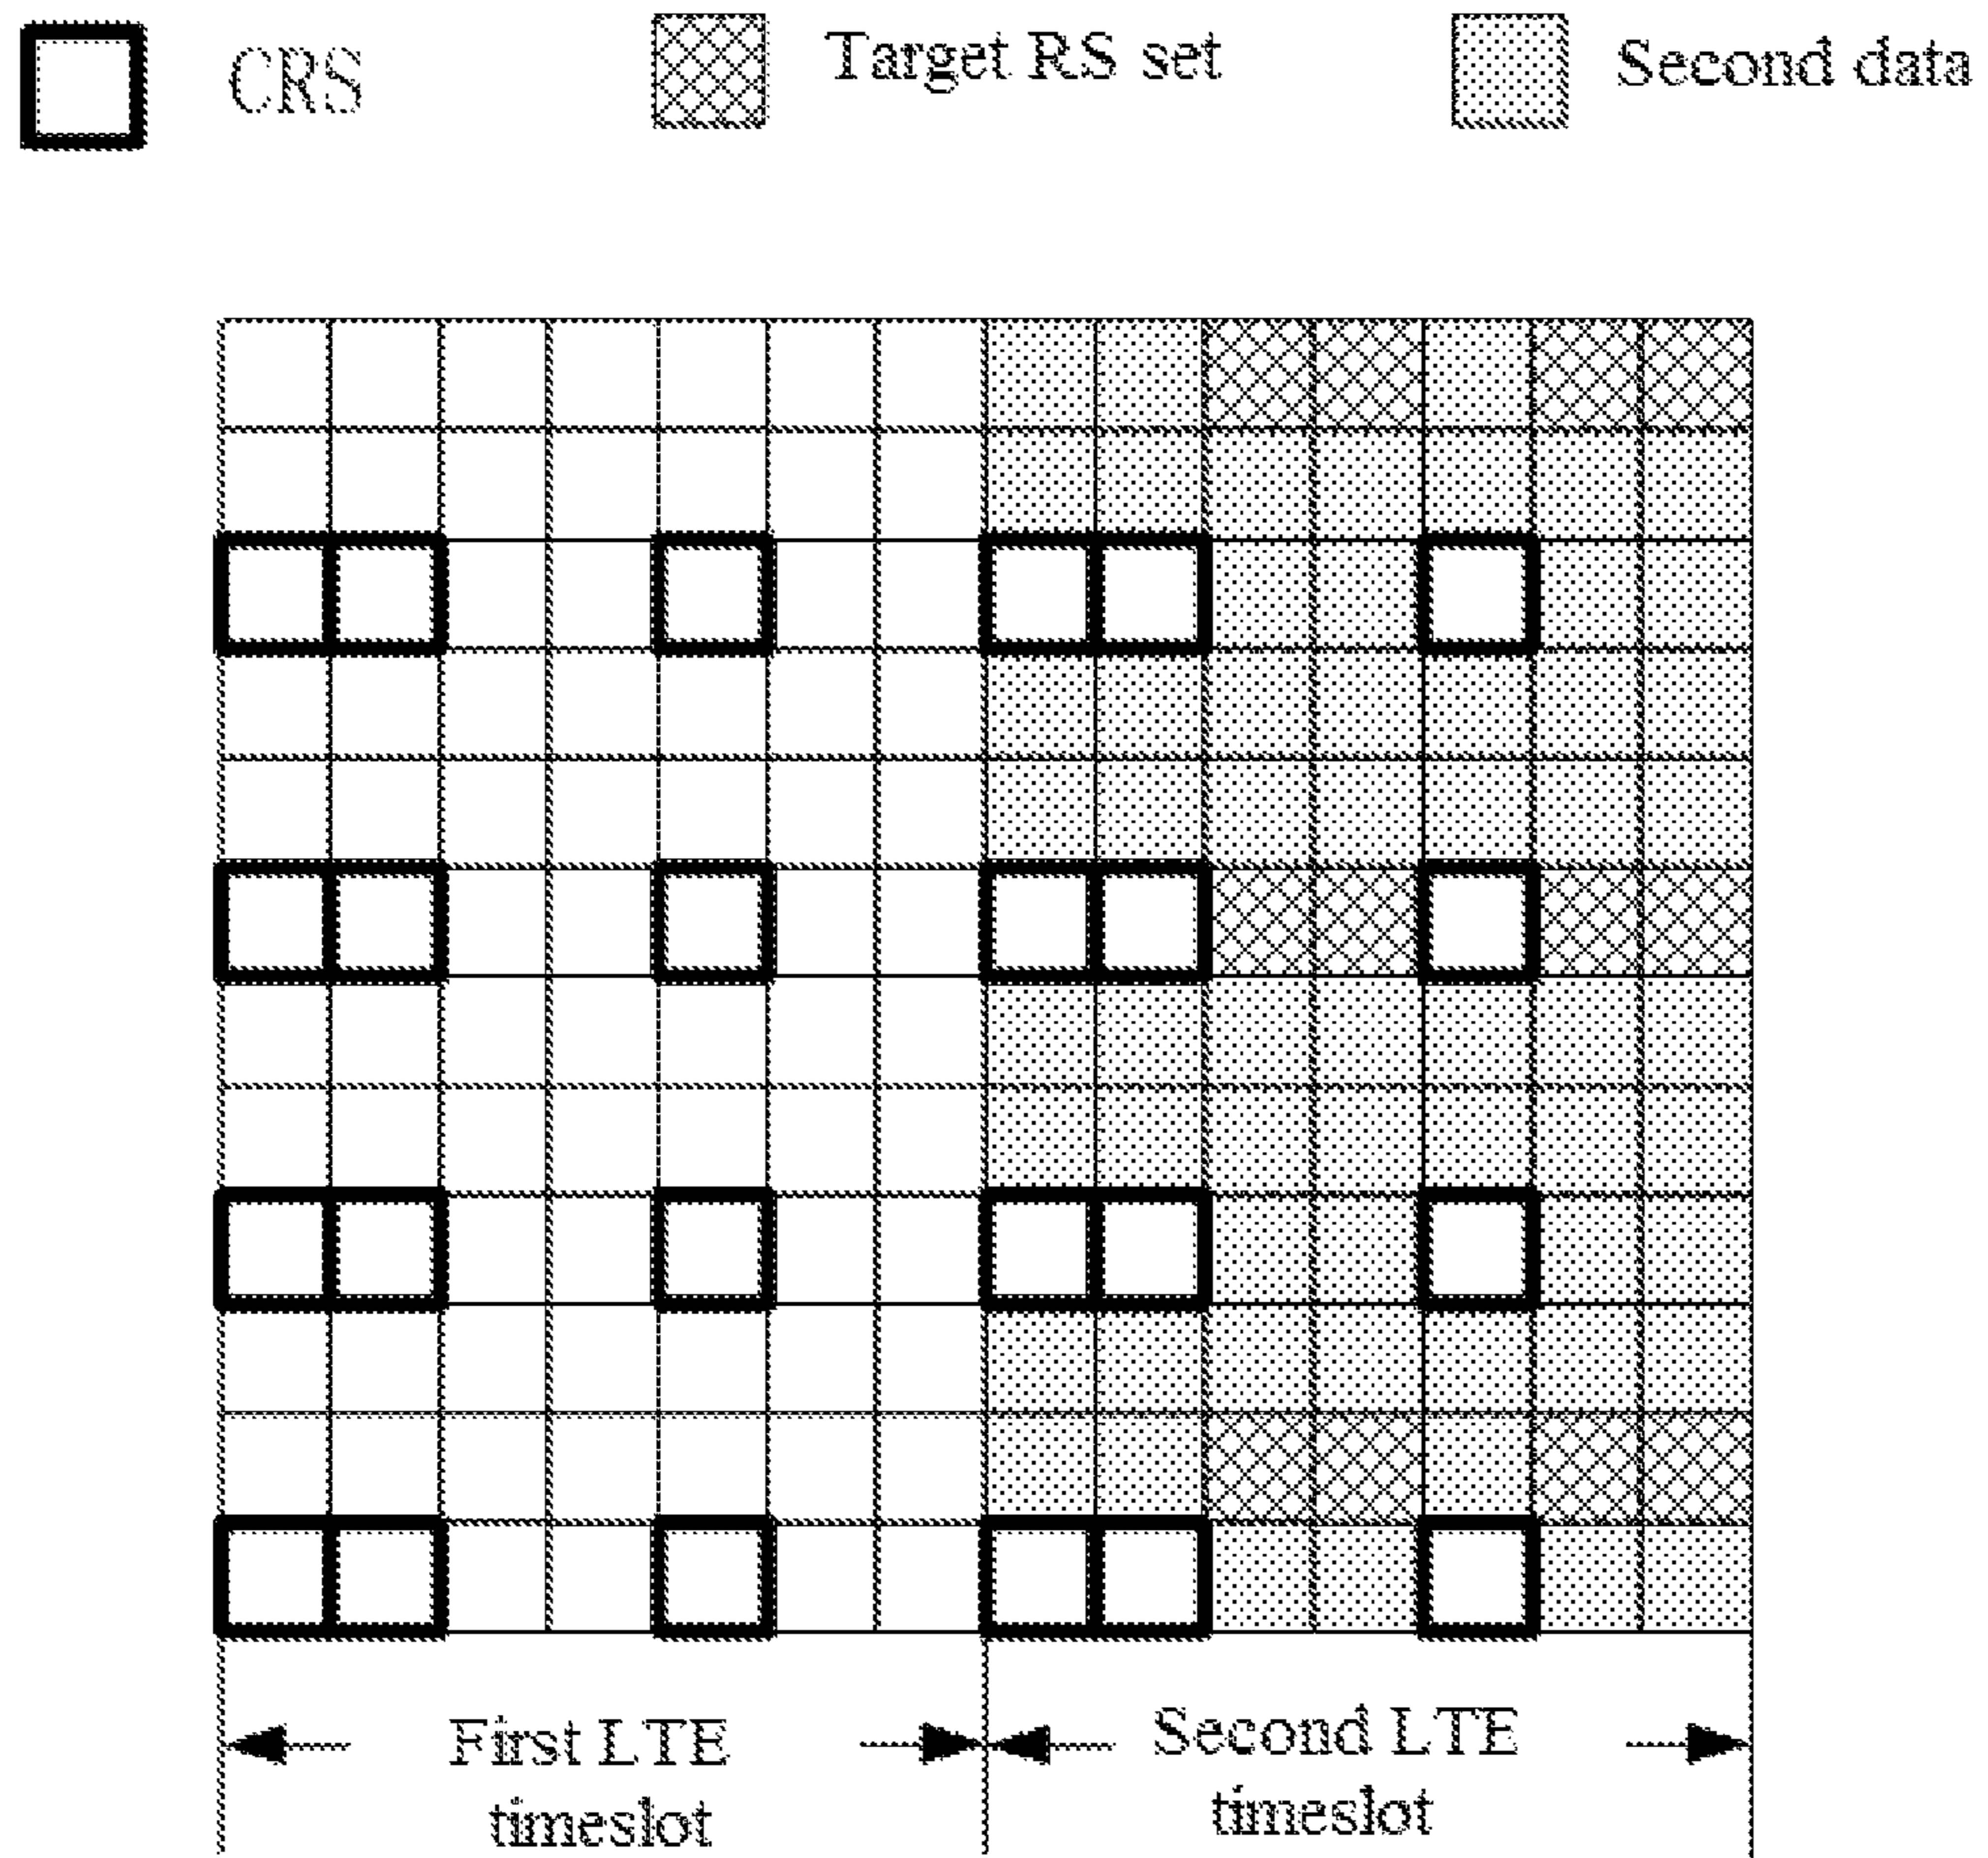 CRS
Target RS set
Second data
First LTE
timeslot
Second LTE
timeslot